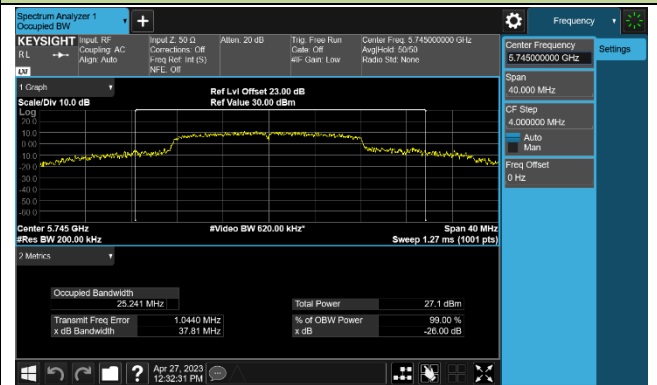 Spectrum Analyzer 1
Occupied BW
Frequency
KEYSIGHT
RL
Input: RF
Coupling: AC
Align: Auto
Input Z: 50 Ω
Corrections: Off
Freq Ref: Int (S)
NFE: Off
Atten: 20 dB
Trig: Free Run
Gate: Off
#IF Gain: Low
Center Freq: 5.745000000 GHz
Avg|Hold: 50/50
Radio Std: None
LXI
Center Frequency
5.745000000 GHz
Settings
Span
40.000 MHz
CF Step
4.000000 MHz
Auto
Man
Freq Offset
0 Hz
1 Graph
Scale/Div 10.0 dB
Ref Lvl Offset 23.00 dB
Ref Value 30.00 dBm
Log
20.0
10.0
0.00
-10.0
-20.0
-30.0
-40.0
-50.0
-60.0
Center 5.745 GHz
#Res BW 200.00 kHz
#Video BW 620.00 kHz*
Span 40 MHz
Sweep 1.27 ms (1001 pts)
2 Metrics
Occupied Bandwidth
25.241 MHz
Total Power 27.1 dBm
Transmit Freq Error 1.0440 MHz
% of OBW Power 99.00 %
x dB Bandwidth 37.81 MHz
x dB -26.00 dB
?
Apr 27, 2023
12:32:31 PM